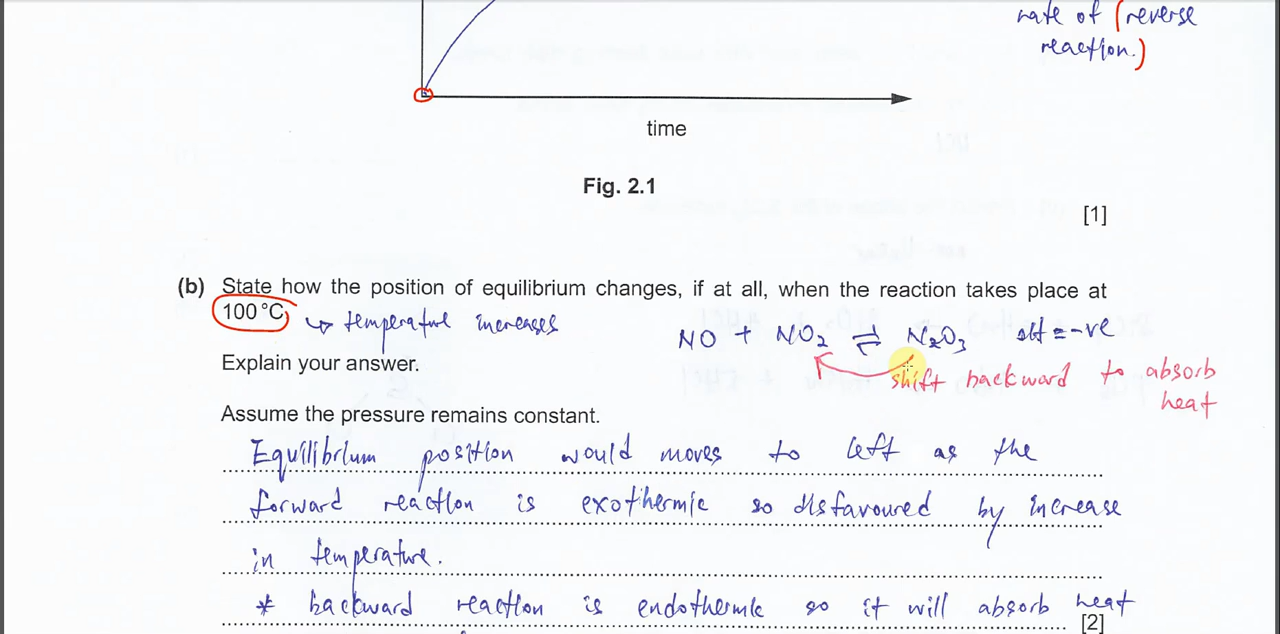 rate of (reverse
reaction.)
time
Fig. 2.1
[1]
(b) State how the position of equilibrium changes, if at all, when the reaction takes place at
100 °C. ↳ temperature increases
NO + NO₂ ⇌ N₂O₃ ΔH = -ve
Explain your answer.
shift backward to absorb
heat
Assume the pressure remains constant.
Equilibrium position would moves to left as the
forward reaction is exothermic so disfavoured by increase
in temperature.
* backward reaction is endothermic so it will absorb heat
[2]